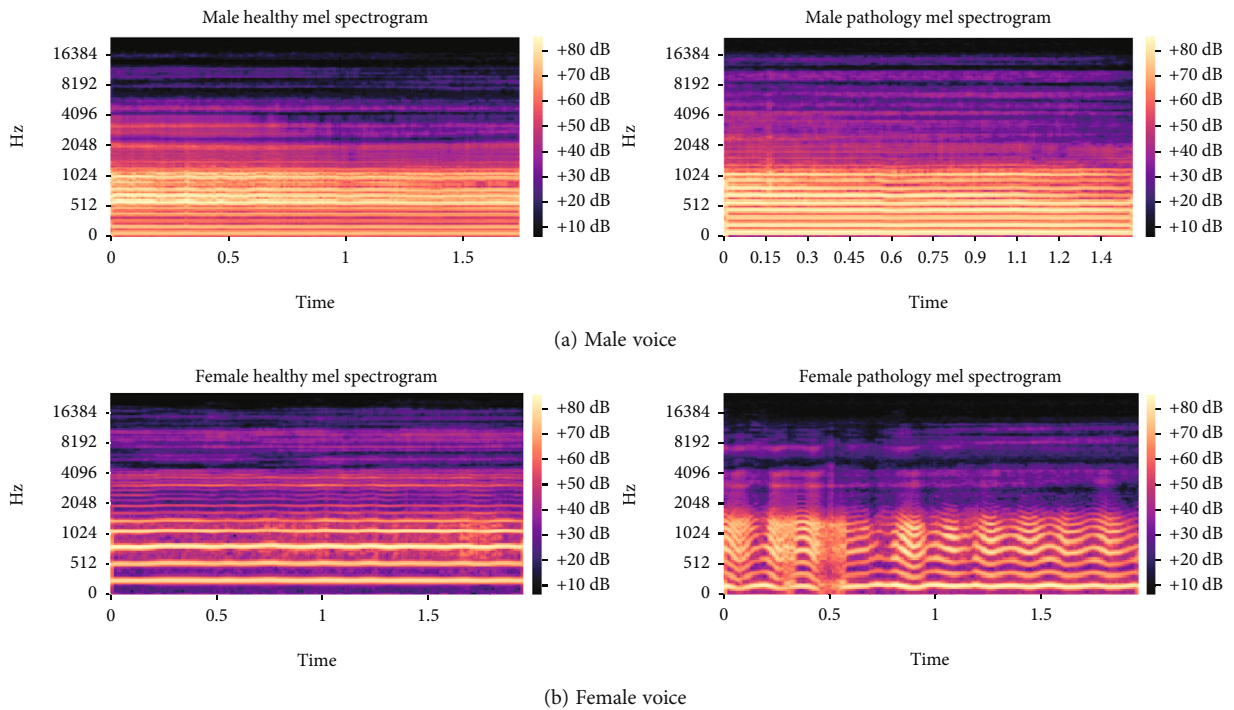 Male healthy mel spectrogram
Hz
16384
8192
4096
2048
1024
512
0
0 0.5 1 1.5
Time
+80 dB
+70 dB
+60 dB
+50 dB
+40 dB
+30 dB
+20 dB
+10 dB
Male pathology mel spectrogram
Hz
16384
8192
4096
2048
1024
512
0
0 0.15 0.3 0.45 0.6 0.75 0.9 1.1 1.2 1.4
Time
+80 dB
+70 dB
+60 dB
+50 dB
+40 dB
+30 dB
+20 dB
+10 dB
(a) Male voice
Female healthy mel spectrogram
Hz
16384
8192
4096
2048
1024
512
0
0 0.5 1 1.5
Time
+80 dB
+70 dB
+60 dB
+50 dB
+40 dB
+30 dB
+20 dB
+10 dB
Female pathology mel spectrogram
Hz
16384
8192
4096
2048
1024
512
0
0 0.5 1 1.5
Time
+80 dB
+70 dB
+60 dB
+50 dB
+40 dB
+30 dB
+20 dB
+10 dB
(b) Female voice